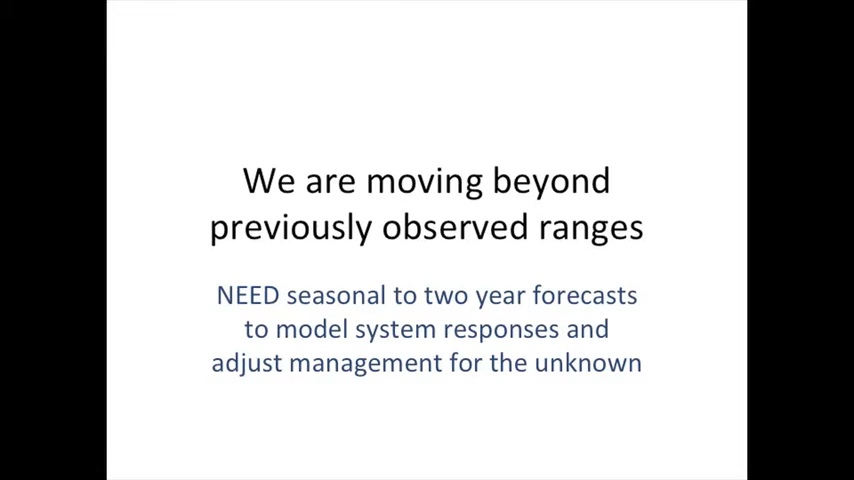 We are moving beyond
previously observed ranges
NEED seasonal to two year forecasts
to model system responses and
adjust management for the unknown